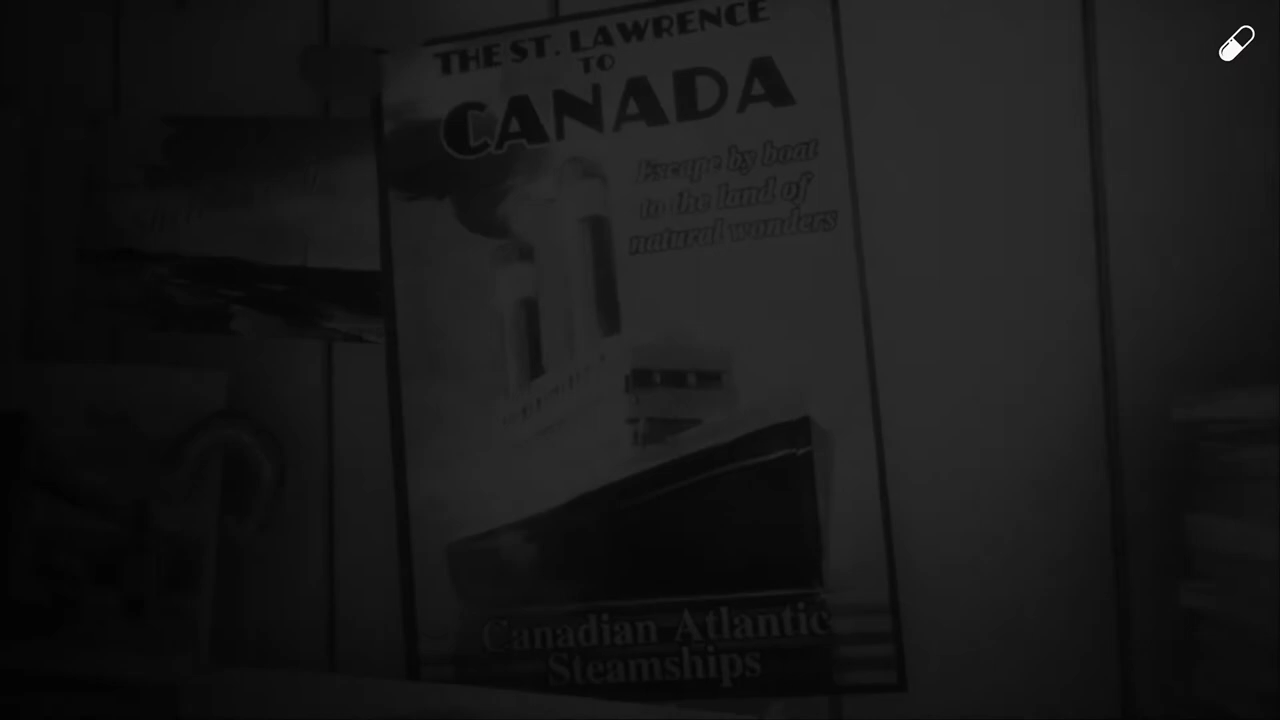 THE ST. LAWRENCE
TO
CANADA
Escape by boat
to the land of
natural wonders
Canadian Atlantic
Steamships